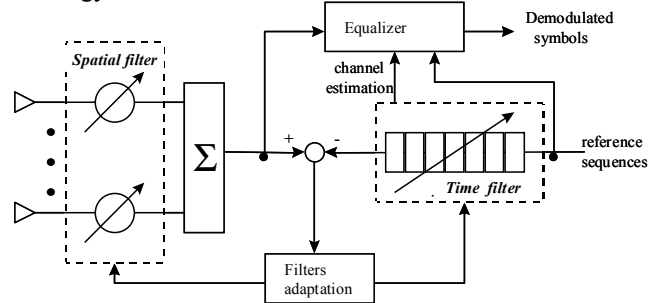 Equalizer
Demodulated
symbols
Spatial filter
channel
estimation
Σ
+
-
reference
sequences
Time filter
Filters
adaptation